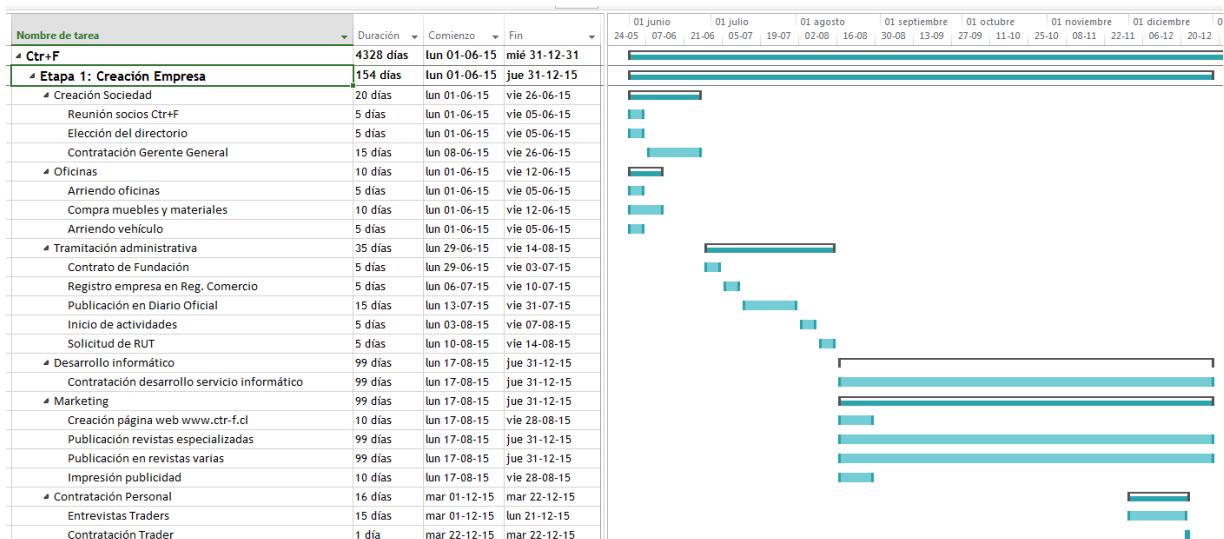 Nombre de tarea Duración Comienzo Fin 01 junio 01 julio 01 agosto 01 septiembre 01 octubre 01 noviembre 01 diciembre 0
24-05 07-06 21-06 05-07 19-07 02-08 16-08 30-08 13-09 27-09 11-10 25-10 08-11 22-11 06-12 20-12
Ctr+F 4328 días lun 01-06-15 mié 31-12-31
Etapa 1: Creación Empresa 154 días lun 01-06-15 jue 31-12-15
Creación Sociedad 20 días lun 01-06-15 vie 26-06-15
Reunión socios Ctr+F 5 días lun 01-06-15 vie 05-06-15
Elección del directorio 5 días lun 01-06-15 vie 05-06-15
Contratación Gerente General 15 días lun 08-06-15 vie 26-06-15
Oficinas 10 días lun 01-06-15 vie 12-06-15
Arriendo oficinas 5 días lun 01-06-15 vie 05-06-15
Compra muebles y materiales 10 días lun 01-06-15 vie 12-06-15
Arriendo vehículo 5 días lun 01-06-15 vie 05-06-15
Tramitación administrativa 35 días lun 29-06-15 vie 14-08-15
Contrato de Fundación 5 días lun 29-06-15 vie 03-07-15
Registro empresa en Reg. Comercio 5 días lun 06-07-15 vie 10-07-15
Publicación en Diario Oficial 15 días lun 13-07-15 vie 31-07-15
Inicio de actividades 5 días lun 03-08-15 vie 07-08-15
Solicitud de RUT 5 días lun 10-08-15 vie 14-08-15
Desarrollo informático 99 días lun 17-08-15 jue 31-12-15
Contratación desarrollo servicio informático 99 días lun 17-08-15 jue 31-12-15
Marketing 99 días lun 17-08-15 jue 31-12-15
Creación página web www.ctr-f.cl 10 días lun 17-08-15 vie 28-08-15
Publicación revistas especializadas 99 días lun 17-08-15 jue 31-12-15
Publicación en revistas varias 99 días lun 17-08-15 jue 31-12-15
Impresión publicidad 10 días lun 17-08-15 vie 28-08-15
Contratación Personal 16 días mar 01-12-15 mar 22-12-15
Entrevistas Traders 15 días mar 01-12-15 lun 21-12-15
Contratación Trader 1 día mar 22-12-15 mar 22-12-15